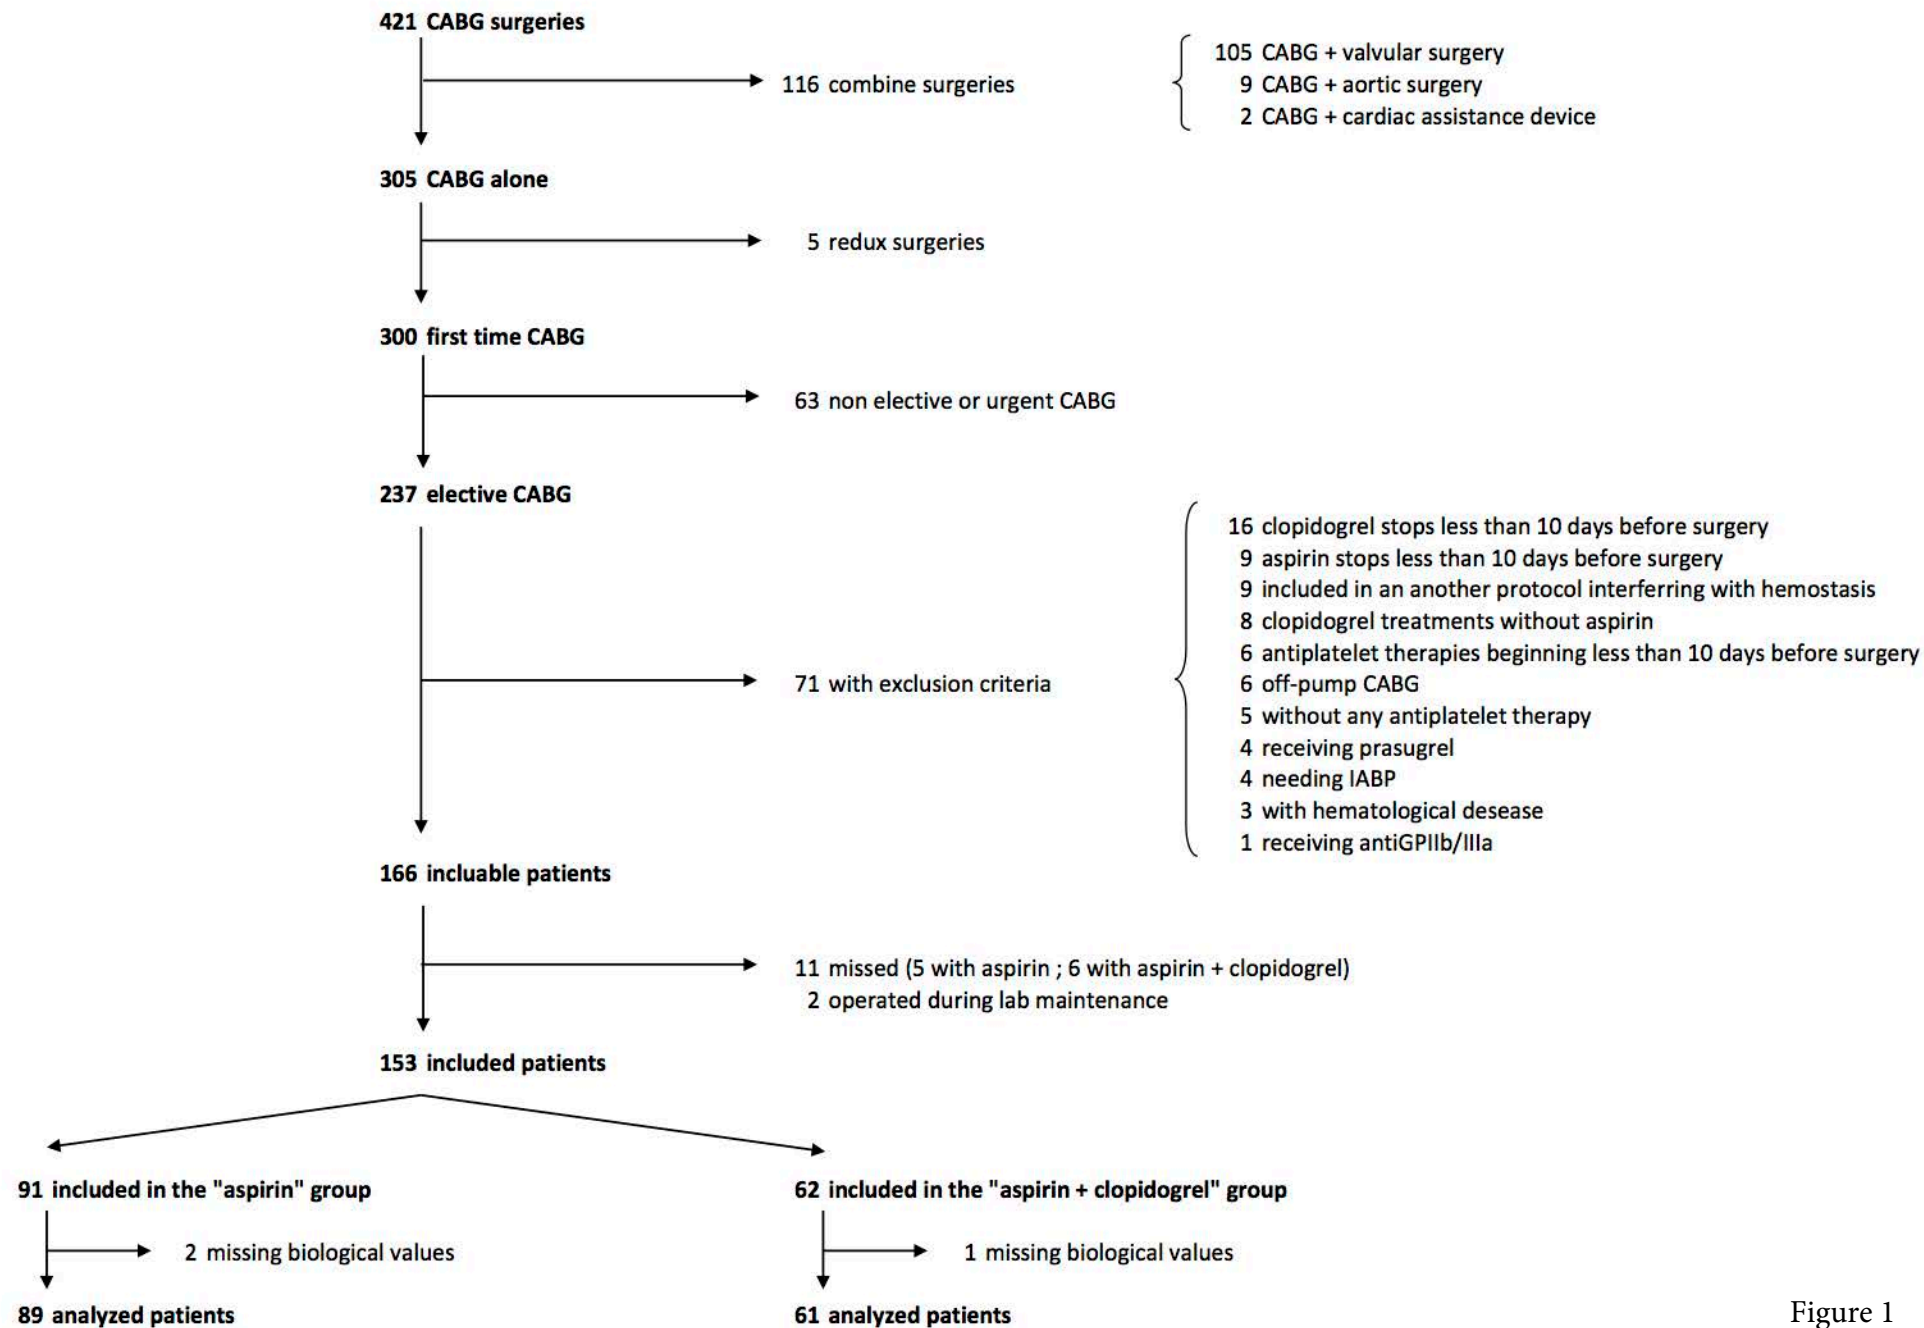 421 CABG surgeries
116 combine surgeries
105 CABG + valvular surgery
9 CABG + aortic surgery
2 CABG + cardiac assistance device
305 CABG alone
5 redux surgeries
300 first time CABG
63 non elective or urgent CABG
237 elective CABG
71 with exclusion criteria
16 clopidogrel stops less than 10 days before surgery
9 aspirin stops less than 10 days before surgery
9 included in an another protocol interferring with hemostasis
8 clopidogrel treatments without aspirin
6 antiplatelet therapies beginning less than 10 days before surgery
6 off-pump CABG
5 without any antiplatelet therapy
4 receiving prasugrel
4 needing IABP
3 with hematological desease
1 receiving antiGPIIb/IIIa
166 incluable patients
11 missed (5 with aspirin ; 6 with aspirin + clopidogrel)
2 operated during lab maintenance
153 included patients
91 included in the "aspirin" group
62 included in the "aspirin + clopidogrel" group
2 missing biological values
1 missing biological values
89 analyzed patients
61 analyzed patients
Figure 1